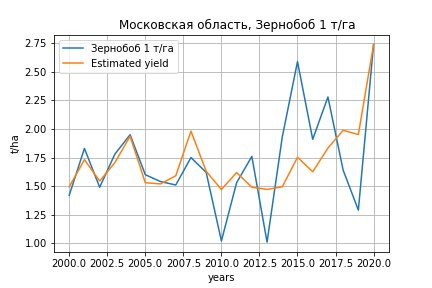 Московская область, Зернобоб 1 т/га
Зернобоб 1 т/га
Estimated yield
t/ha
2.75
2.50
2.25
2.00
1.75
1.50
1.25
1.00
2000.0 2002.5 2005.0 2007.5 2010.0 2012.5 2015.0 2017.5 2020.0
years